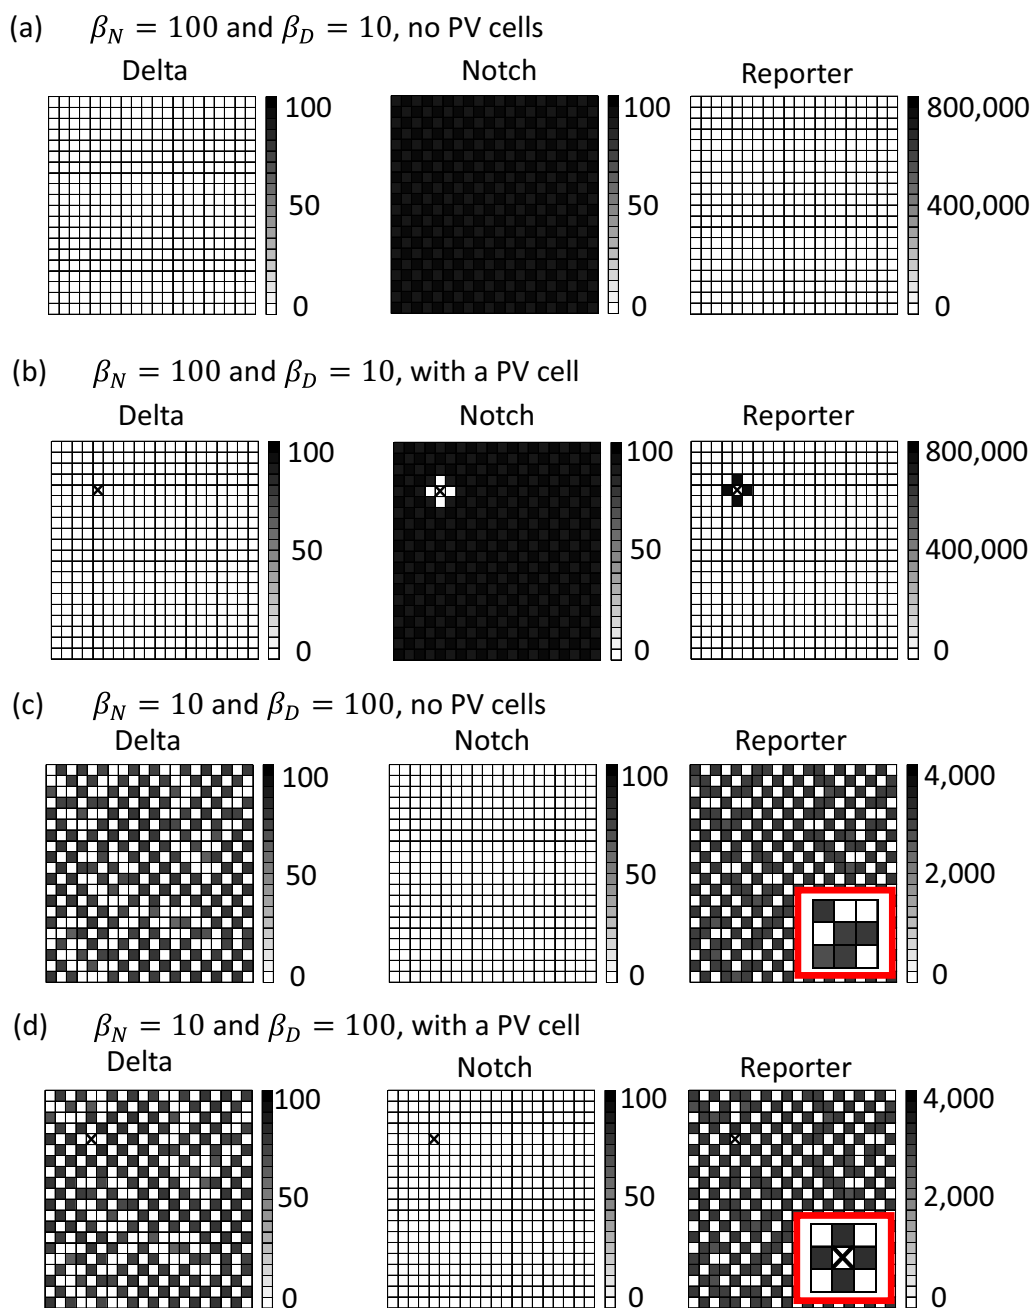 (a) β_N = 100 and β_D = 10, no PV cells
Delta Notch Reporter
100 100 800,000
50 50 400,000
0 0 0
(b) β_N = 100 and β_D = 10, with a PV cell
Delta Notch Reporter
100 100 800,000
50 50 400,000
0 0 0
(c) β_N = 10 and β_D = 100, no PV cells
Delta Notch Reporter
100 100 4,000
50 50 2,000
0 0 0
(d) β_N = 10 and β_D = 100, with a PV cell
Delta Notch Reporter
100 100 4,000
50 50 2,000
0 0 0